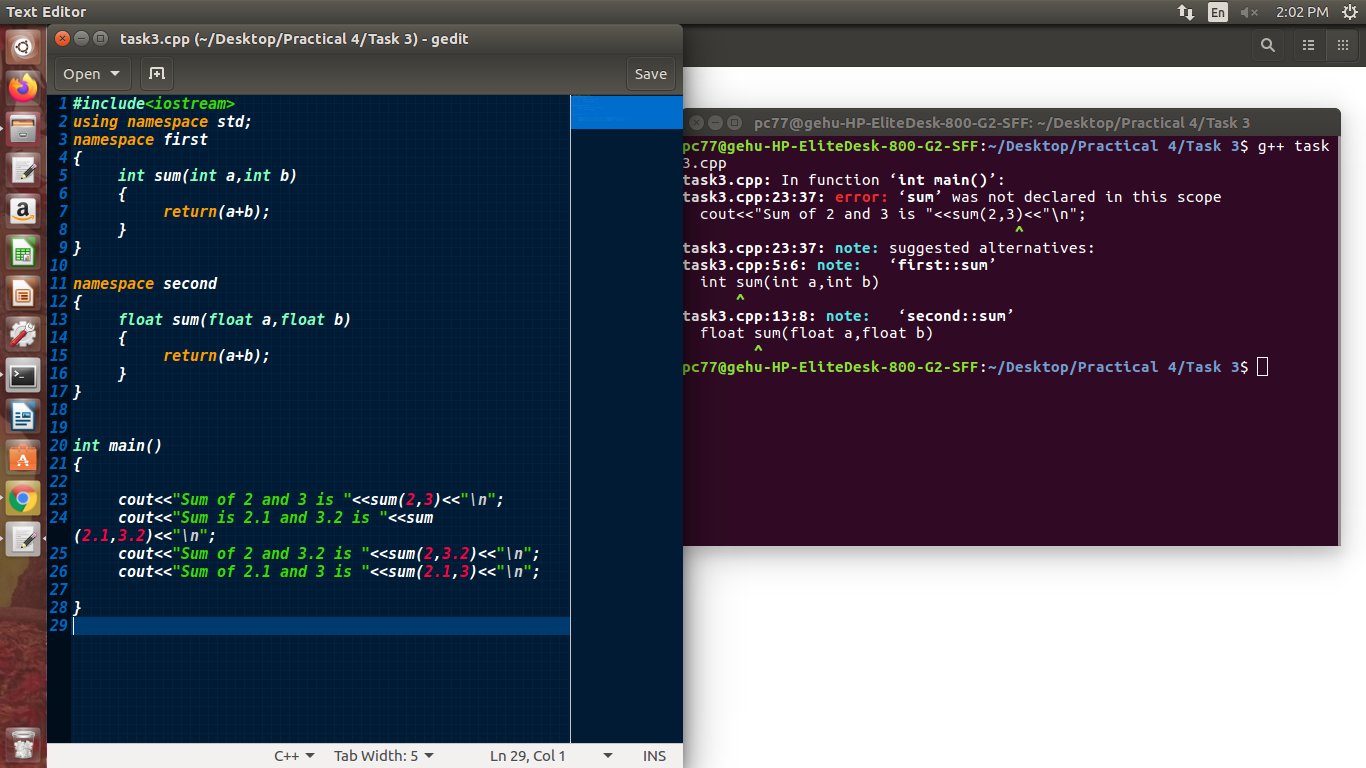 Text Editor
En
2:02 PM
task3.cpp (~/Desktop/Practical 4/Task 3) - gedit
Open
Save
1 #include<iostream>
2 using namespace std;
3 namespace first
4 {
5 int sum(int a,int b)
6 {
7 return(a+b);
8 }
9 }
10
11 namespace second
12 {
13 float sum(float a,float b)
14 {
15 return(a+b);
16 }
17 }
18
19
20 int main()
21 {
22
23 cout<<"Sum of 2 and 3 is "<<sum(2,3)<<"\n";
24 cout<<"Sum is 2.1 and 3.2 is "<<sum
(2.1,3.2)<<"\n";
25 cout<<"Sum of 2 and 3.2 is "<<sum(2,3.2)<<"\n";
26 cout<<"Sum of 2.1 and 3 is "<<sum(2.1,3)<<"\n";
27
28 }
29
C++
Tab Width: 5
Ln 29, Col 1
INS
pc77@gehu-HP-EliteDesk-800-G2-SFF: ~/Desktop/Practical 4/Task 3
pc77@gehu-HP-EliteDesk-800-G2-SFF:~/Desktop/Practical 4/Task 3$ g++ task
3.cpp
task3.cpp: In function ‘int main()’:
task3.cpp:23:37: error: ‘sum’ was not declared in this scope
cout<<"Sum of 2 and 3 is "<<sum(2,3)<<"\n";
^
task3.cpp:23:37: note: suggested alternatives:
task3.cpp:5:6: note: ‘first::sum’
int sum(int a,int b)
^
task3.cpp:13:8: note: ‘second::sum’
float sum(float a,float b)
^
pc77@gehu-HP-EliteDesk-800-G2-SFF:~/Desktop/Practical 4/Task 3$